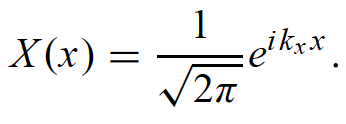 X(x) = \frac{1}{\sqrt{2\pi}} e^{i k_x x}.